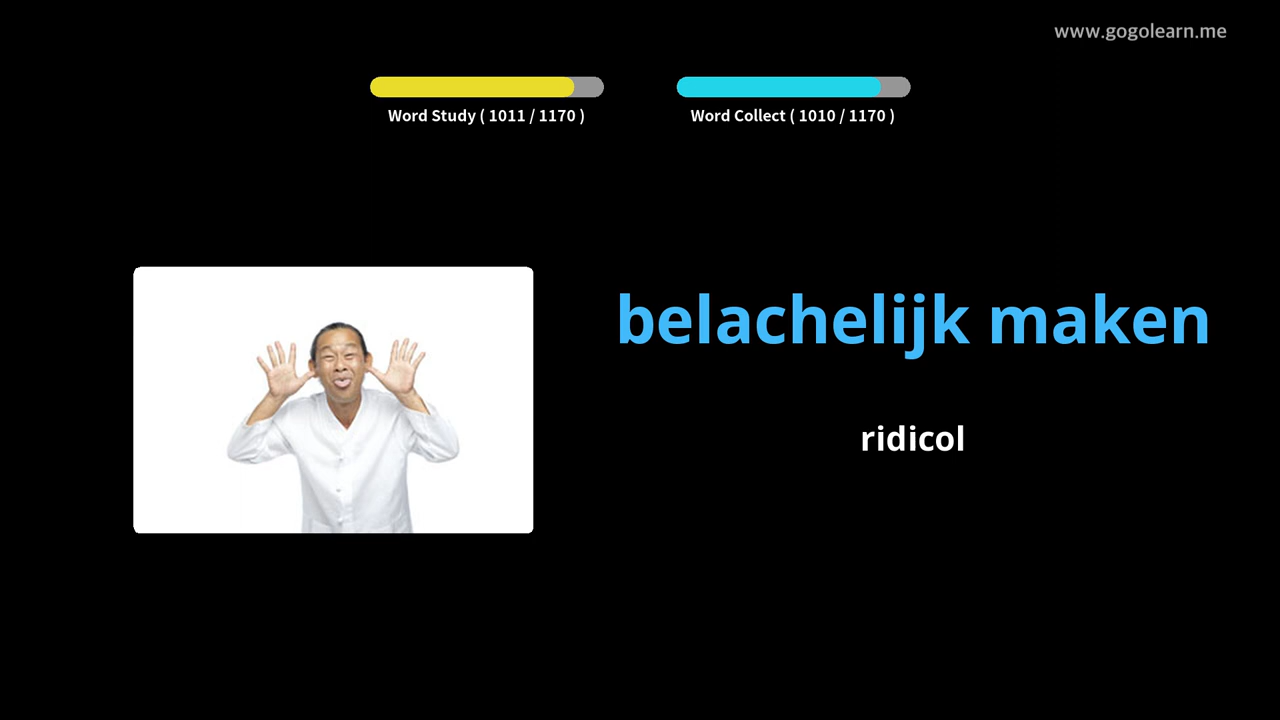 www.gogolearn.me
Word Study ( 1011 / 1170 )
Word Collect ( 1010 / 1170 )
belachelijk maken
ridicol